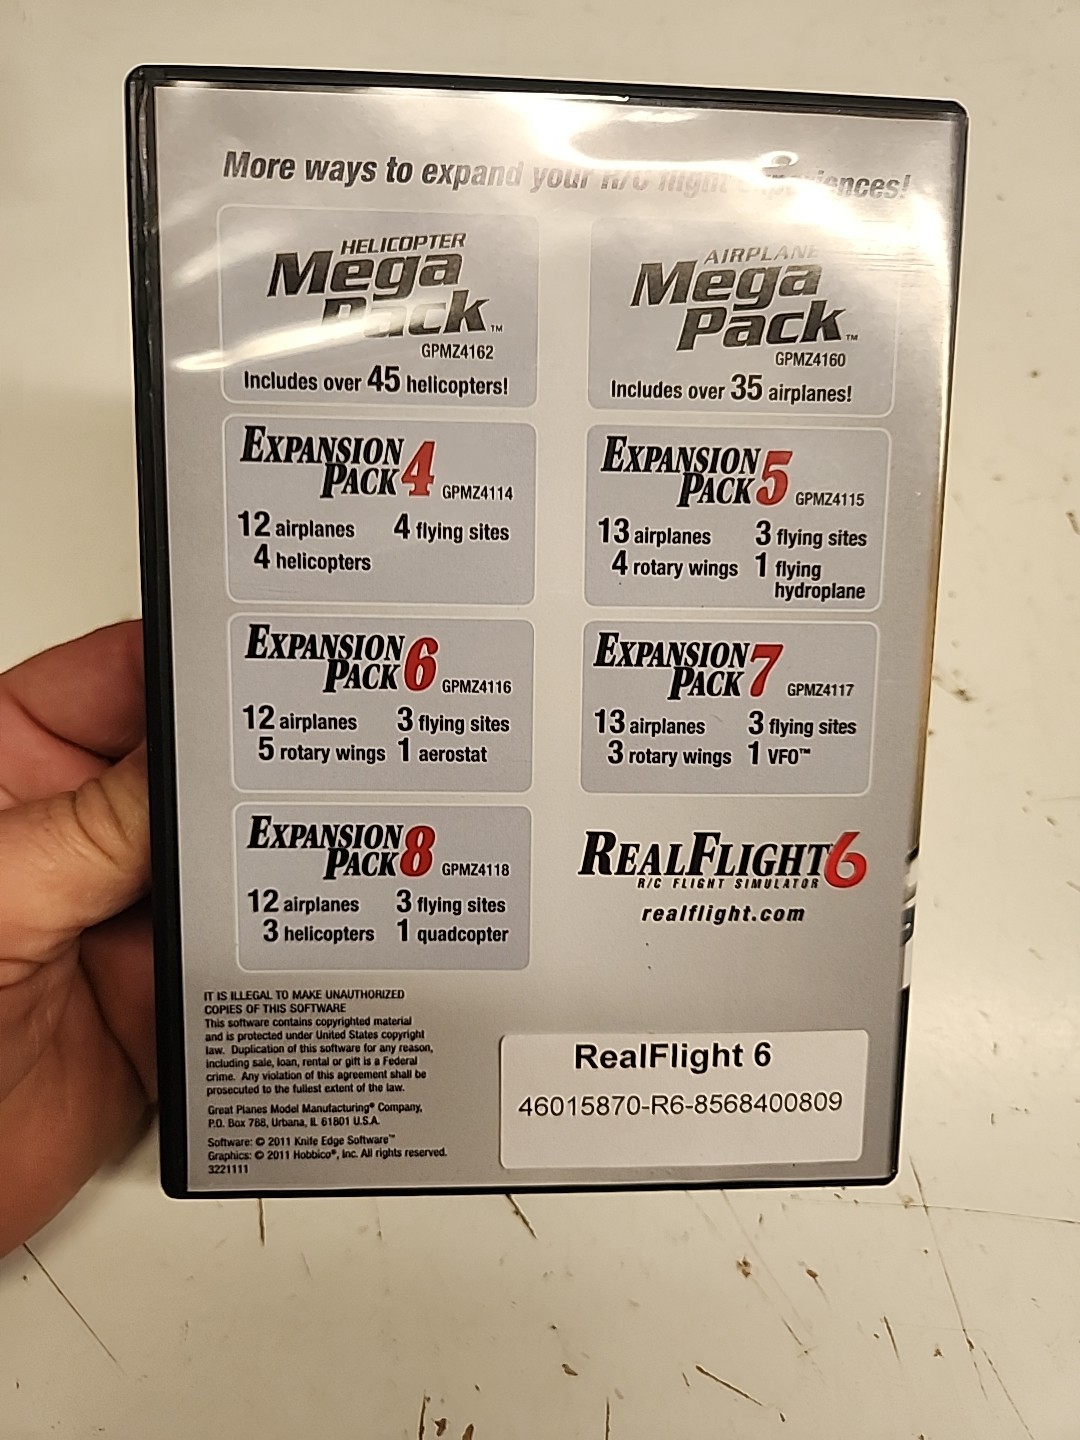 More ways to expand your R/C flight experiences!
HELICOPTER
Mega
Pack™
GPMZ4162
Includes over 45 helicopters!
AIRPLANE
Mega
Pack™
GPMZ4160
Includes over 35 airplanes!
EXPANSION
PACK 4 GPMZ4114
12 airplanes 4 flying sites
4 helicopters
EXPANSION
PACK 5 GPMZ4115
13 airplanes 3 flying sites
4 rotary wings 1 flying
hydroplane
EXPANSION
PACK 6 GPMZ4116
12 airplanes 3 flying sites
5 rotary wings 1 aerostat
EXPANSION
PACK 7 GPMZ4117
13 airplanes 3 flying sites
3 rotary wings 1 VFO™
EXPANSION
PACK 8 GPMZ4118
12 airplanes 3 flying sites
3 helicopters 1 quadcopter
REALFLIGHT 6
R/C FLIGHT SIMULATOR
realflight.com
IT IS ILLEGAL TO MAKE UNAUTHORIZED
COPIES OF THIS SOFTWARE
This software contains copyrighted material
and is protected under United States copyright
law. Duplication of this software for any reason,
including sale, loan, rental or gift is a Federal
crime. Any violation of this agreement shall be
prosecuted to the fullest extent of the law.
Great Planes Model Manufacturing® Company,
P.O. Box 788, Urbana, IL 61801 U.S.A.
Software: © 2011 Knife Edge Software™
Graphics: © 2011 Hobbico®, Inc. All rights reserved.
3221111
RealFlight 6
46015870-R6-8568400809